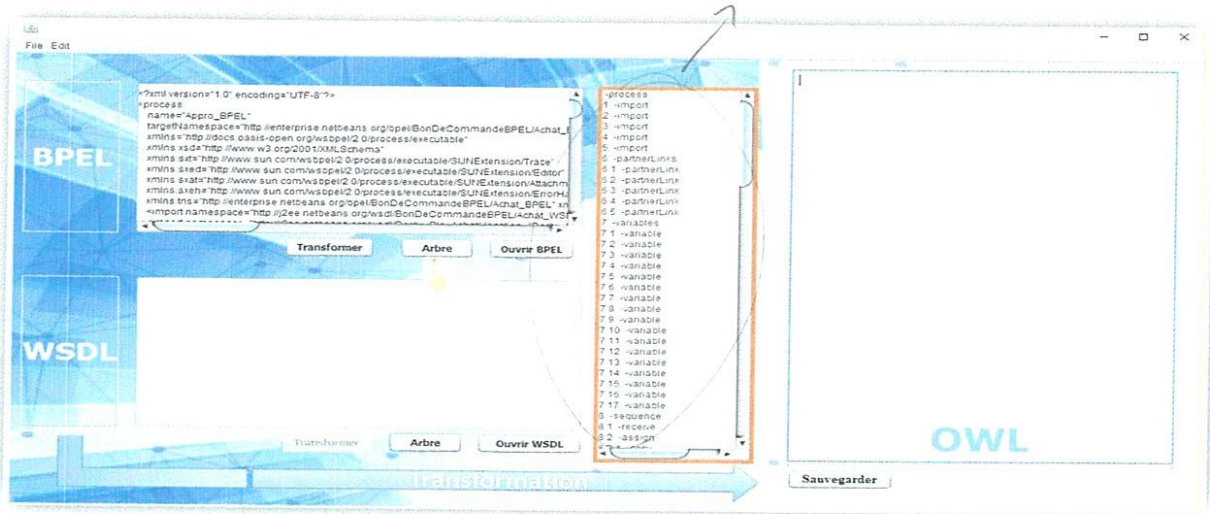 File Edit
BPEL
<?xml version="1.0" encoding="UTF-8"?>
<process
name="Appro_BPEL"
targetNamespace="http://enterprise.netbeans.org/bpel/BonDeCommandeBPEL/Achat_
xmlns="http://docs.oasis-open.org/wsbpel/2.0/process/executable"
xmlns:xsd="http://www.w3.org/2001/XMLSchema"
xmlns:sxt="http://www.sun.com/wsbpel/2.0/process/executable/SUNExtension/Trace"
xmlns:sxed="http://www.sun.com/wsbpel/2.0/process/executable/SUNExtension/Editor"
xmlns:sxat="http://www.sun.com/wsbpel/2.0/process/executable/SUNExtension/Attachm
xmlns:sxeh="http://www.sun.com/wsbpel/2.0/process/executable/SUNExtension/ErrorHa
xmlns:tns="http://enterprise.netbeans.org/bpel/BonDeCommandeBPEL/Appro_BPEL" xm
<import namespace="http://j2ee.netbeans.org/wsdl/BonDeCommandeBPEL/Achat_WSI
Transformer
Arbre
Ouvrir BPEL
WSDL
Transformer
Arbre
Ouvrir WSDL
-process
1 -import
2 -import
3 -import
4 -import
5 -import
6 -partnerLinks
6.1 -partnerLink
6.2 -partnerLink
6.3 -partnerLink
6.4 -partnerLink
6.5 -partnerLink
7 -variables
7.1 -variable
7.2 -variable
7.3 -variable
7.4 -variable
7.5 -variable
7.6 -variable
7.7 -variable
7.8 -variable
7.9 -variable
7.10 -variable
7.11 -variable
7.12 -variable
7.13 -variable
7.14 -variable
7.15 -variable
7.16 -variable
7.17 -variable
8 -sequence
8.1 -receive
8.2 -assign
OWL
Transformation
Sauvegarder